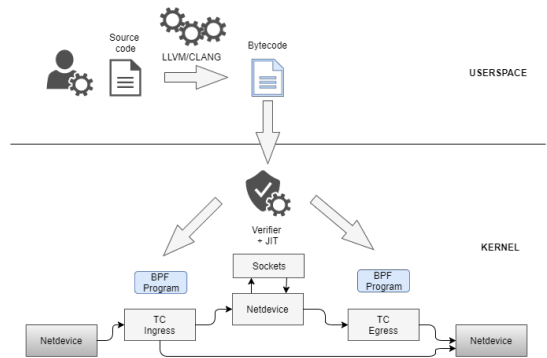 Source
code
LLVM/CLANG
Bytecode
USERSPACE
Verifier
+ JIT
KERNEL
BPF
Program
Sockets
BPF
Program
Netdevice
TC
Ingress
Netdevice
TC
Egress
Netdevice